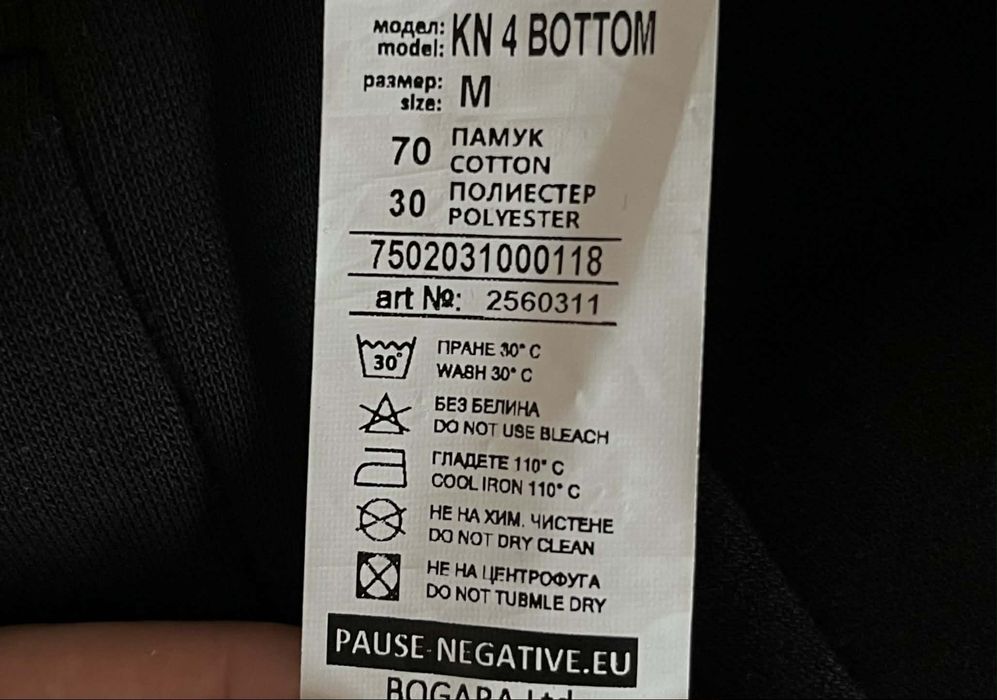 модел: KN 4 BOTTOM
model:
размер: M
size:
70 ПАМУК
COTTON
30 ПОЛИЕСТЕР
POLYESTER
7502031000118
art №: 2560311
30°
ПРАНЕ 30° C
WASH 30° C
БЕЗ БЕЛИНА
DO NOT USE BLEACH
ГЛАДЕТЕ 110° C
COOL IRON 110° C
НЕ НА ХИМ. ЧИСТЕНЕ
DO NOT DRY CLEAN
НЕ НА ЦЕНТРОФУГА
DO NOT TUBMLE DRY
PAUSE-NEGATIVE.EU